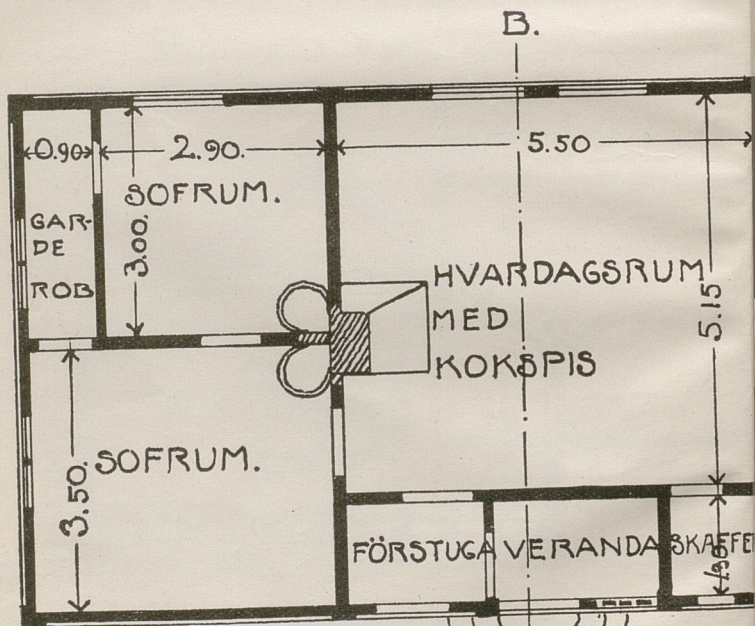 B.
0.90
2.90.
5.50
SOFRUM.
GAR-
DE
ROB
3.00.
HVARDAGSRUM
MED
KOKSPIS
5.15
SOFRUM.
3.50.
FÖRSTUGA
VERANDA
SKAFFE